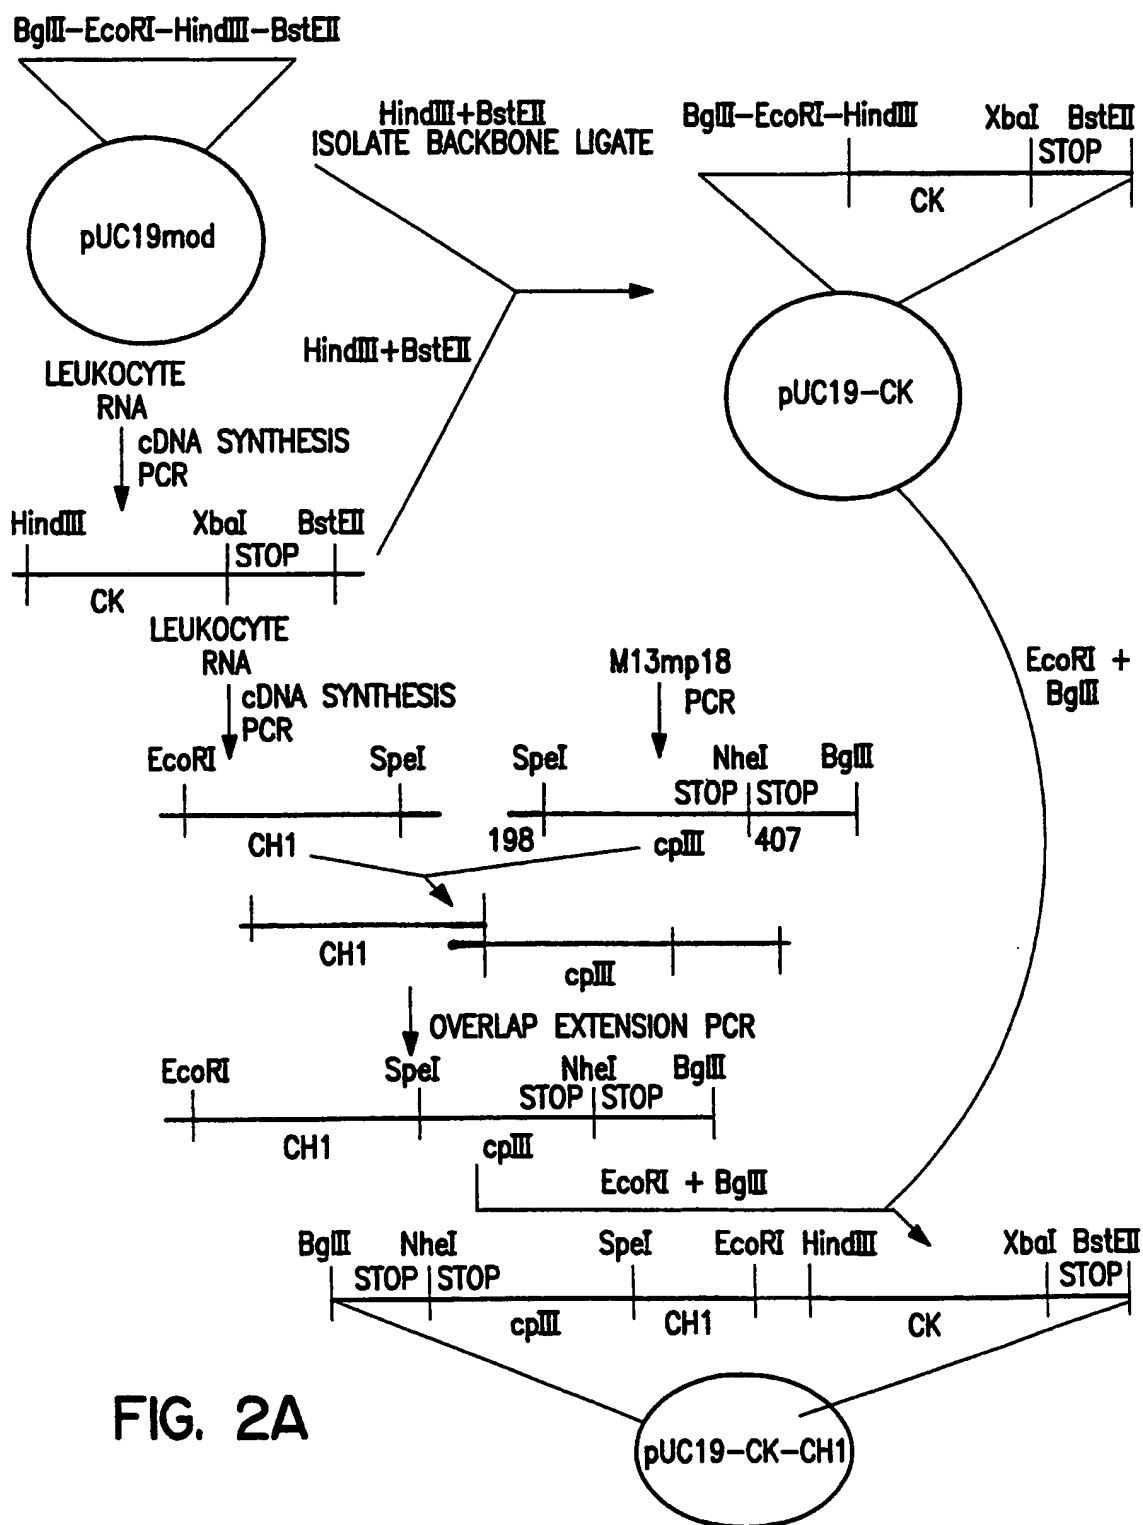 BglII-EcoRI-HindIII-BstEII
pUC19mod
HindIII+BstEII
ISOLATE BACKBONE LIGATE
BglII-EcoRI-HindIII
XbaI BstEII
STOP
CK
pUC19-CK
HindIII+BstEII
LEUKOCYTE
RNA
cDNA SYNTHESIS
PCR
HindIII XbaI BstEII
STOP
CK
LEUKOCYTE
RNA
cDNA SYNTHESIS
PCR
M13mp18
PCR
EcoRI +
BglII
EcoRI SpeI
CH1
SpeI NheI BglII
STOP STOP
198 cpIII 407
CH1
cpIII
OVERLAP EXTENSION PCR
EcoRI SpeI NheI BglII
STOP STOP
CH1 cpIII
EcoRI + BglII
BglII NheI SpeI EcoRI HindIII XbaI BstEII
STOP STOP STOP
cpIII CH1 CK
pUC19-CK-CH1
FIG. 2A